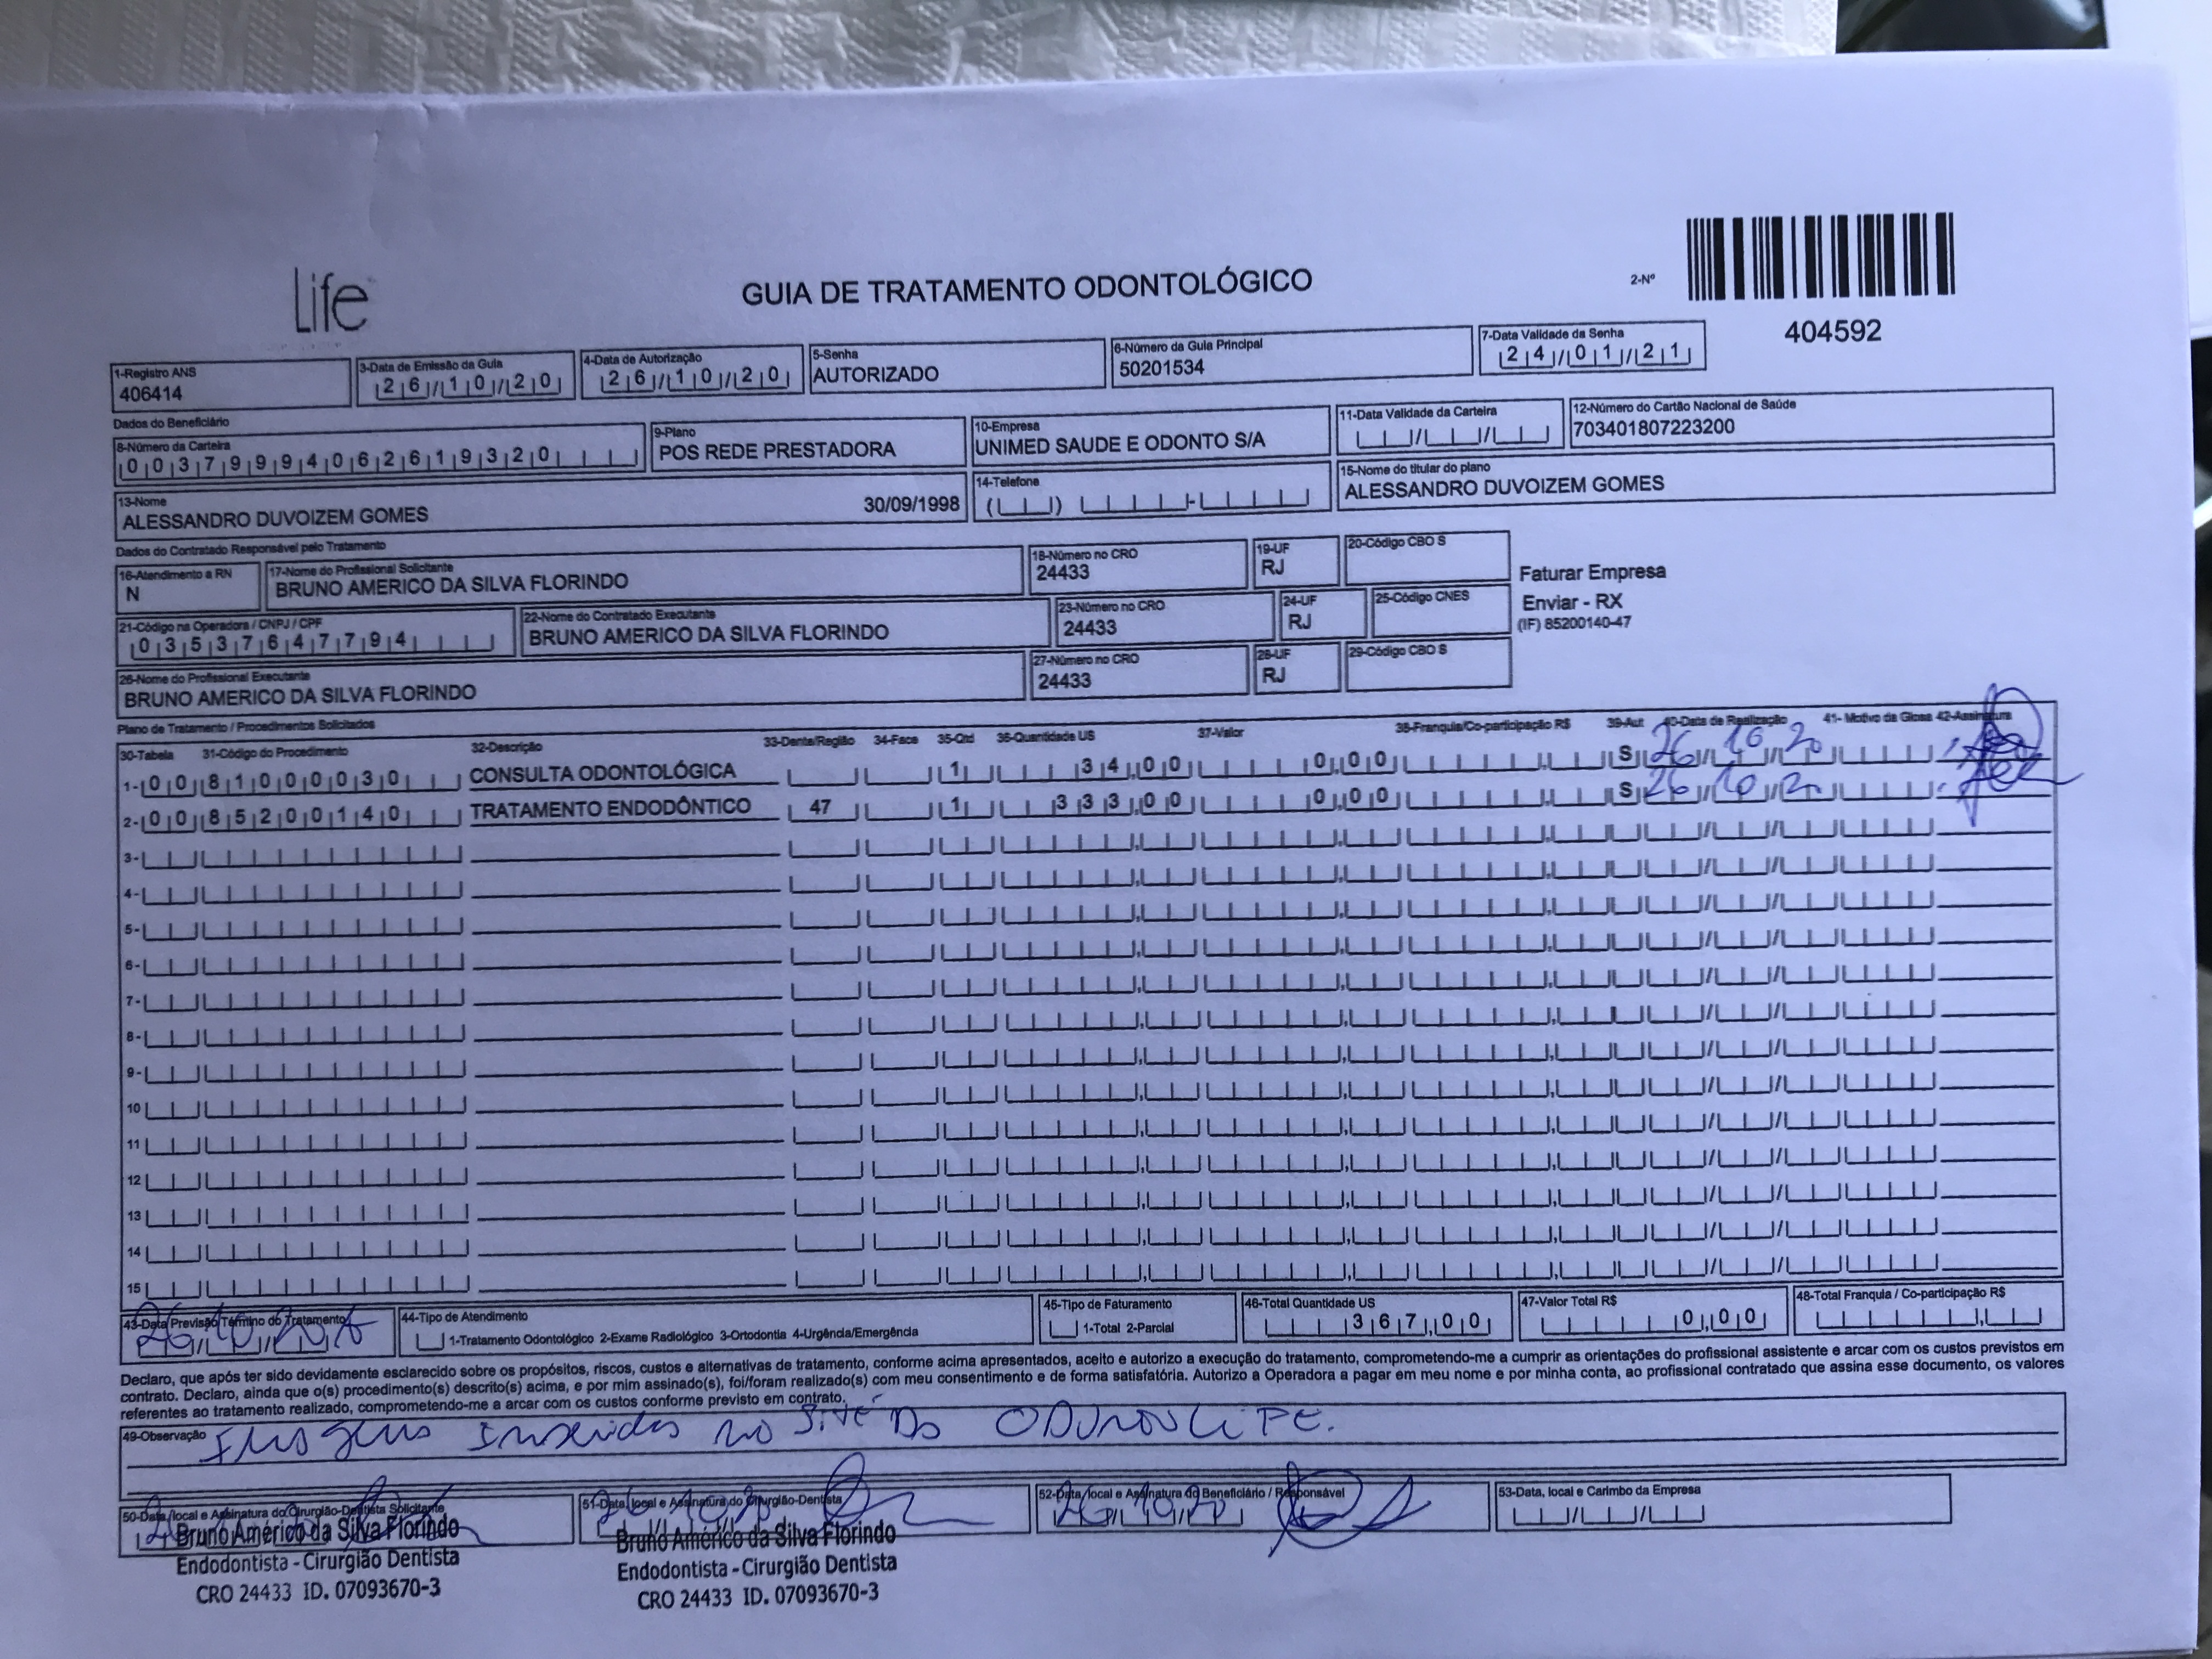 life
GUIA DE TRATAMENTO ODONTOLÓGICO
2-Nº
404592
1-Registro ANS
406414
3-Data de Emissão da Guia
26/10/20
4-Data de Autorização
26/10/20
5-Senha
AUTORIZADO
6-Número da Guia Principal
50201534
7-Data Validade da Senha
24/01/21
Dados do Beneficiário
8-Número da Carteira
00379994062619320
9-Plano
POS REDE PRESTADORA
10-Empresa
UNIMED SAUDE E ODONTO S/A
11-Data Validade da Carteira
12-Número do Cartão Nacional de Saúde
703401807223200
13-Nome
ALESSANDRO DUVOIZEM GOMES 30/09/1998
14-Telefone
15-Nome do titular do plano
ALESSANDRO DUVOIZEM GOMES
Dados do Contratado Responsável pelo Tratamento
16-Atendimento a RN
N
17-Nome do Profissional Solicitante
BRUNO AMERICO DA SILVA FLORINDO
18-Número no CRO
24433
19-UF
RJ
20-Código CBO S
Faturar Empresa
Enviar - RX
(IF) 85200140-47
21-Código na Operadora / CNPJ / CPF
03537647794
22-Nome do Contratado Executante
BRUNO AMERICO DA SILVA FLORINDO
23-Número no CRO
24433
24-UF
RJ
25-Código CNES
26-Nome do Profissional Executante
BRUNO AMERICO DA SILVA FLORINDO
27-Número no CRO
24433
28-UF
RJ
29-Código CBO S
Plano de Tratamento / Procedimentos Solicitados
30-Tabela 31-Código do Procedimento 32-Descrição 33-Dente/Região 34-Face 35-Qtd 36-Quantidade US 37-Valor 38-Franquia/Co-participação R$ 39-Aut 40-Data de Realização 41- Motivo da Glosa 42-Assinatura
1- 00 81000030 CONSULTA ODONTOLÓGICA 1 34,00 0,00 S 26/10/20
2- 00 85200140 TRATAMENTO ENDODÔNTICO 47 1 333,00 0,00 S 26/10/20
3-
4-
5-
6-
7-
8-
9-
10
11
12
13
14
15
43-Data Previsão Término do Tratamento
44-Tipo de Atendimento
1-Tratamento Odontológico 2-Exame Radiológico 3-Ortodontia 4-Urgência/Emergência
45-Tipo de Faturamento
1-Total 2-Parcial
46-Total Quantidade US
367,00
47-Valor Total R$
0,00
48-Total Franquia / Co-participação R$
Declaro, que após ter sido devidamente esclarecido sobre os propósitos, riscos, custos e alternativas de tratamento, conforme acima apresentados, aceito e autorizo a execução do tratamento, comprometendo-me a cumprir as orientações do profissional assistente e arcar com os custos previstos em
contrato. Declaro, ainda que o(s) procedimento(s) descrito(s) acima, e por mim assinado(s), foi/foram realizado(s) com meu consentimento e de forma satisfatória. Autorizo a Operadora a pagar em meu nome e por minha conta, ao profissional contratado que assina esse documento, os valores
referentes ao tratamento realizado, comprometendo-me a arcar com os custos conforme previsto em contrato.
49-Observação
Imagens inseridas no SITE Do
50-Data, local e Assinatura do Cirurgião-Dentista Solicitante
Bruno Américo da Silva Florindo
Endodontista - Cirurgião Dentista
CRO 24433 ID. 07093670-3
51-Data, local e Assinatura do Cirurgião-Dentista
Bruno Américo da Silva Florindo
Endodontista - Cirurgião Dentista
CRO 24433 ID. 07093670-3
52-Data, local e Assinatura do Beneficiário / Responsável
26/10/20
53-Data, local e Carimbo da Empresa